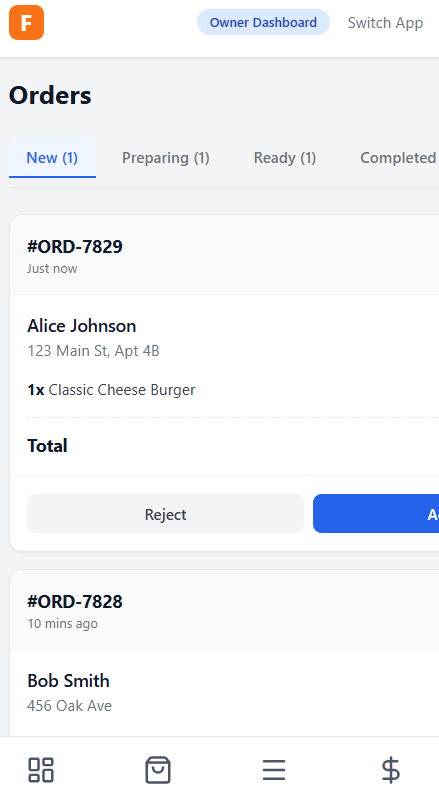 F
Owner Dashboard
Switch App
Orders
New (1)
Preparing (1)
Ready (1)
Completed
#ORD-7829
Just now
Alice Johnson
123 Main St, Apt 4B
1x Classic Cheese Burger
Total
Reject
#ORD-7828
10 mins ago
Bob Smith
456 Oak Ave